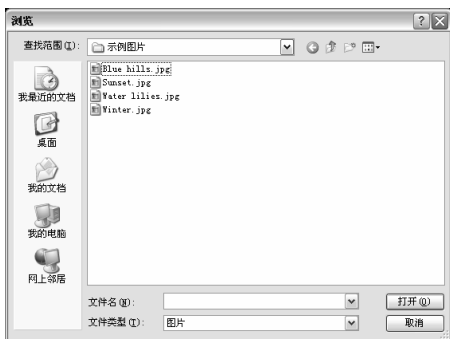 浏览
查找范围(I):
示例图片
我最近的文档
桌面
我的文档
我的电脑
网上邻居
Blue hills.jpg
Sunset.jpg
Water lilies.jpg
Winter.jpg
文件名(N):
打开(O)
文件类型(T):
图片
取消